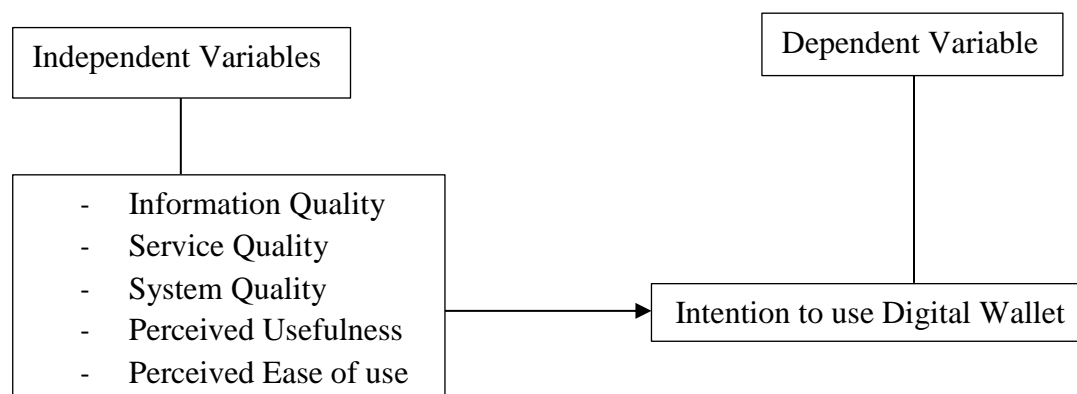 Independent Variables
Dependent Variable
- Information Quality
- Service Quality
- System Quality
- Perceived Usefulness
- Perceived Ease of use
Intention to use Digital Wallet